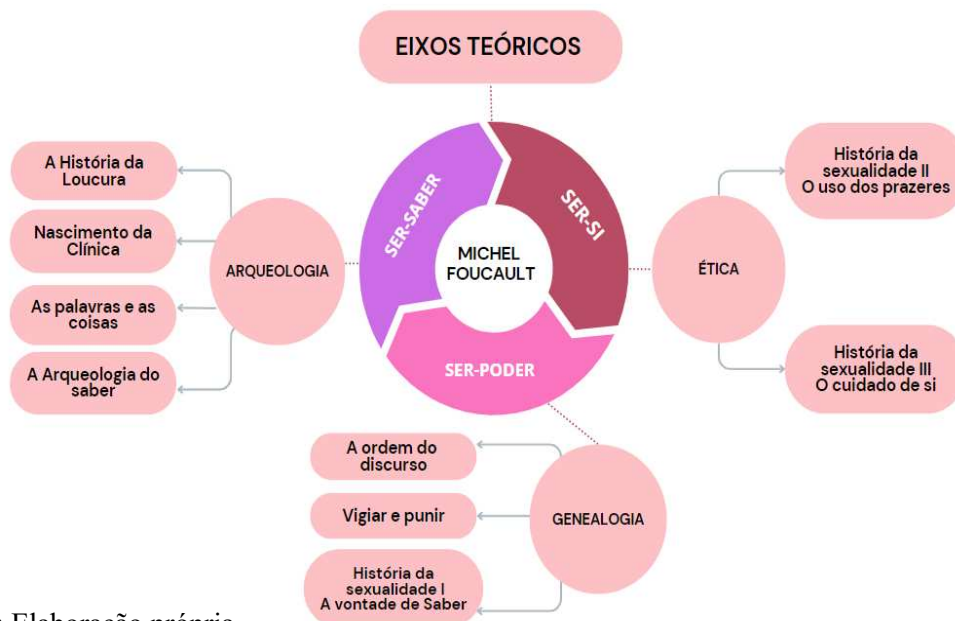 EIXOS TEÓRICOS
SER-SABER
SER-SI
SER-PODER
MICHEL
FOUCAULT
ARQUEOLOGIA
A História da
Loucura
Nascimento da
Clínica
As palavras e as
coisas
A Arqueologia do
saber
ÉTICA
História da
sexualidade II
O uso dos prazeres
História da
sexualidade III
O cuidado de si
GENEALOGIA
A ordem do
discurso
Vigiar e punir
História da
sexualidade I
A vontade de Saber
Elaboração própria